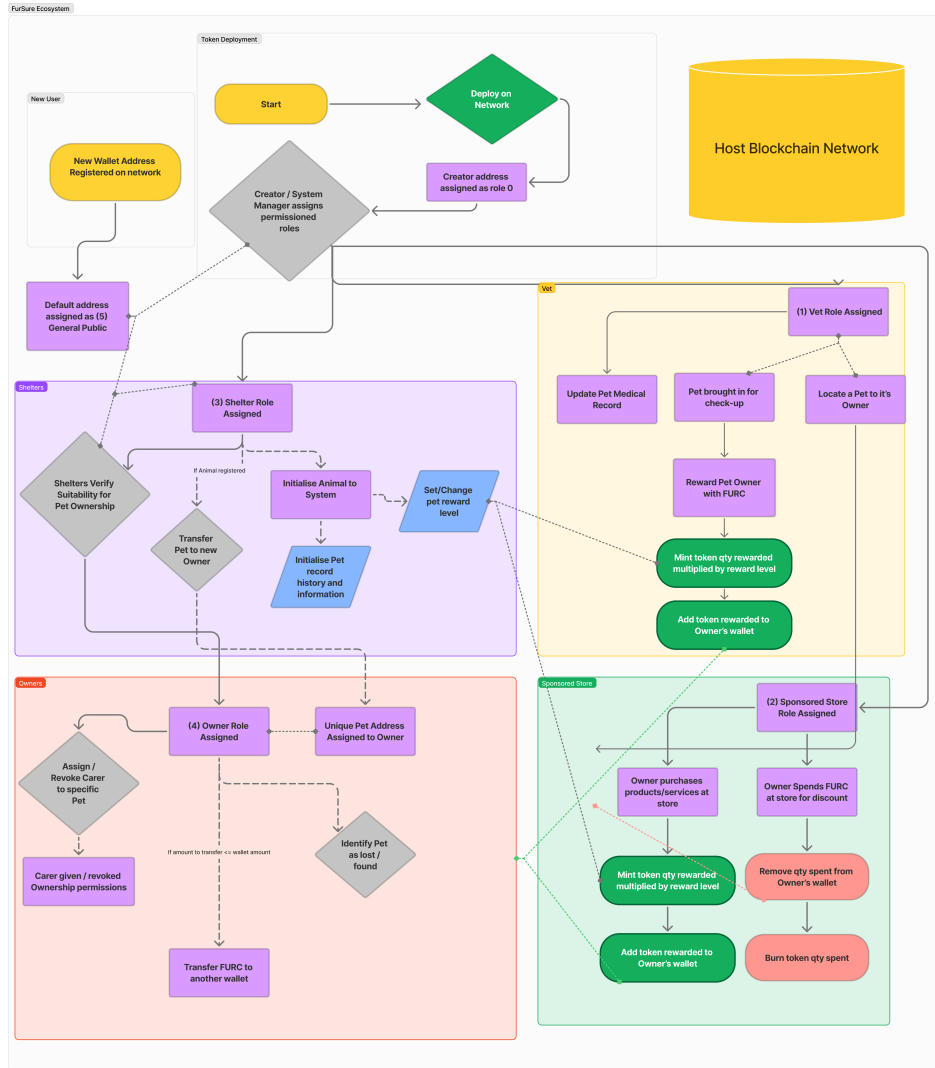 FurSure Ecosystem
Token Deployment
Start
Deploy on
Network
Host Blockchain Network
New User
New Wallet Address
Registered on network
Creator address
assigned as role 0
Creator / System
Manager assigns
permissioned
roles
Default address
assigned as (5)
General Public
Vet
(1) Vet Role Assigned
Update Pet Medical
Record
Pet brought in for
check-up
Locate a Pet to it's
Owner
Reward Pet Owner
with FURC
Mint token qty rewarded
multiplied by reward level
Add token rewarded to
Owner's wallet
Shelters
(3) Shelter Role
Assigned
Shelters Verify
Suitability for
Pet Ownership
If Animal registered
Transfer
Pet to new
Owner
Initialise Animal to
System
Set/Change
pet reward
level
Initialise Pet
record
history and
information
Owners
(4) Owner Role
Assigned
Unique Pet Address
Assigned to Owner
Assign /
Revoke Carer
to specific
Pet
Carer given / revoked
Ownership permissions
If amount to transfer <= wallet amount
Identify Pet
as lost /
found
Transfer FURC to
another wallet
Sponsored Store
(2) Sponsored Store
Role Assigned
Owner purchases
products/services at
store
Owner Spends FURC
at store for discount
Mint token qty rewarded
multiplied by reward level
Remove qty spent from
Owner's wallet
Add token rewarded to
Owner's wallet
Burn token qty spent